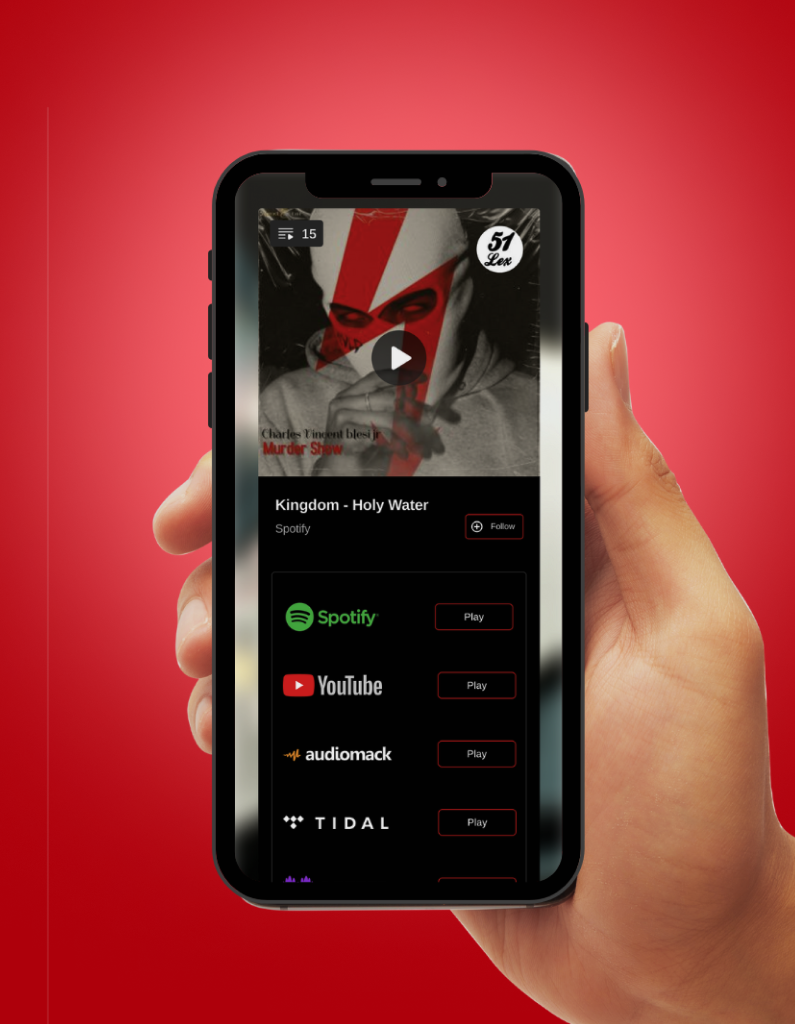 15
51
Lex
Charles Vincent blesi jr
Murder Show
Kingdom - Holy Water
Spotify
Follow
Spotify
Play
YouTube
Play
audiomack
Play
TIDAL
Play